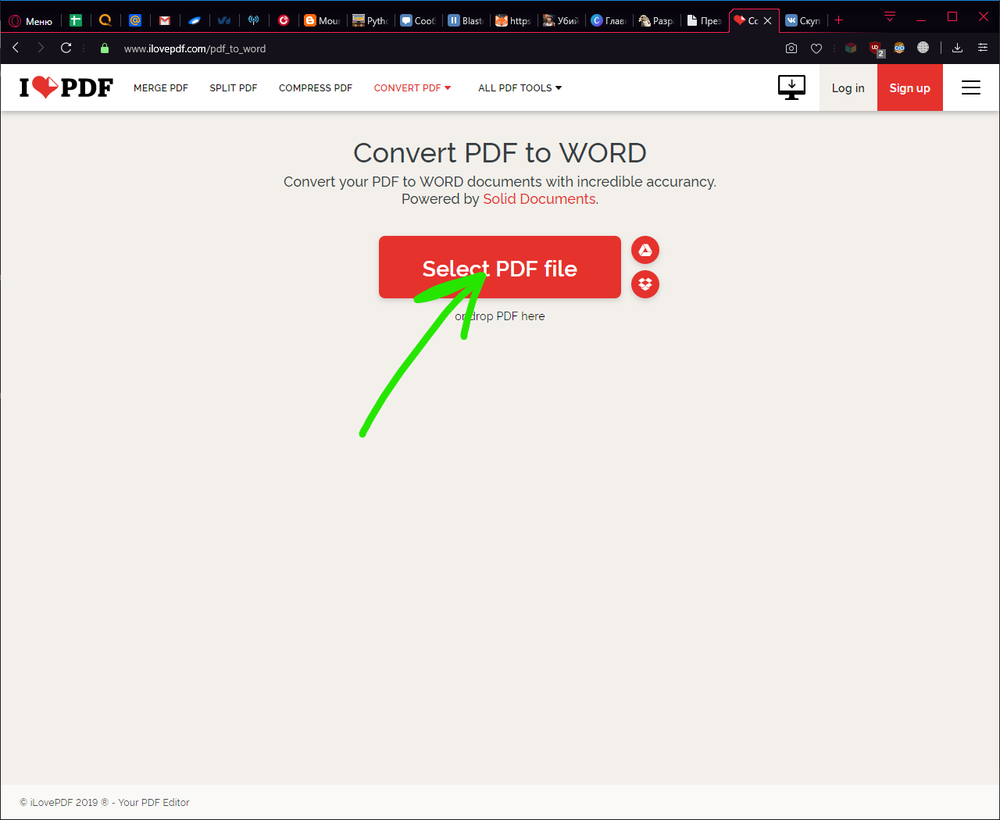 Меню
Mour
Pytho
Сооб
Blast
https
Убий
Глав
Разр
През
Сс
Скуп
www.ilovepdf.com/pdf_to_word
2
I PDF
MERGE PDF
SPLIT PDF
COMPRESS PDF
CONVERT PDF
ALL PDF TOOLS
Log in
Sign up
Convert PDF to WORD
Convert your PDF to WORD documents with incredible accurancy.
Powered by Solid Documents.
Select PDF file
or drop PDF here
© iLovePDF 2019 ® - Your PDF Editor